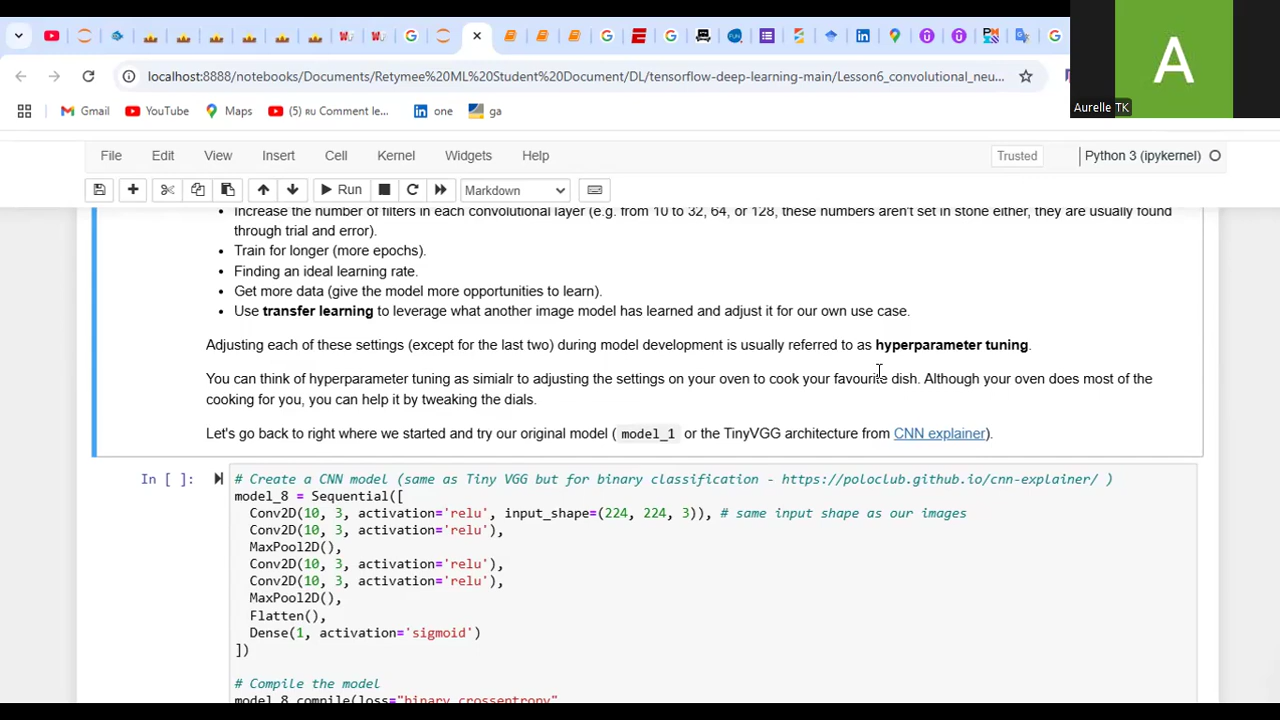 A
Aurelle TK
localhost:8888/notebooks/Documents/Retymee%20ML%20Student%20Document/DL/tensorflow-deep-learning-main/Lesson6_convolutional_neu...
Gmail YouTube Maps (5) ви Comment le... one ga
File Edit View Insert Cell Kernel Widgets Help Trusted Python 3 (ipykernel)
Run Markdown
Increase the number of filters in each convolutional layer (e.g. from 10 to 32, 64, or 128, these numbers aren't set in stone either, they are usually found
through trial and error).
Train for longer (more epochs).
Finding an ideal learning rate.
Get more data (give the model more opportunities to learn).
Use transfer learning to leverage what another image model has learned and adjust it for our own use case.
Adjusting each of these settings (except for the last two) during model development is usually referred to as hyperparameter tuning.
You can think of hyperparameter tuning as simialr to adjusting the settings on your oven to cook your favourite dish. Although your oven does most of the
cooking for you, you can help it by tweaking the dials.
Let's go back to right where we started and try our original model ( model_1 or the TinyVGG architecture from CNN explainer).
In [ ]: # Create a CNN model (same as Tiny VGG but for binary classification - https://poloclub.github.io/cnn-explainer/ )
model_8 = Sequential([
Conv2D(10, 3, activation='relu', input_shape=(224, 224, 3)), # same input shape as our images
Conv2D(10, 3, activation='relu'),
MaxPool2D(),
Conv2D(10, 3, activation='relu'),
Conv2D(10, 3, activation='relu'),
MaxPool2D(),
Flatten(),
Dense(1, activation='sigmoid')
])
# Compile the model
model_8.compile(loss="binary_crossentropy"